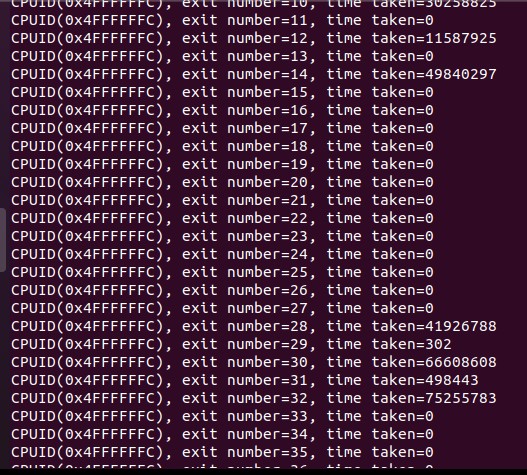 CPUID(0x4FFFFFFC), exit number=10, time taken=30258825
CPUID(0x4FFFFFFC), exit number=11, time taken=0
CPUID(0x4FFFFFFC), exit number=12, time taken=11587925
CPUID(0x4FFFFFFC), exit number=13, time taken=0
CPUID(0x4FFFFFFC), exit number=14, time taken=49840297
CPUID(0x4FFFFFFC), exit number=15, time taken=0
CPUID(0x4FFFFFFC), exit number=16, time taken=0
CPUID(0x4FFFFFFC), exit number=17, time taken=0
CPUID(0x4FFFFFFC), exit number=18, time taken=0
CPUID(0x4FFFFFFC), exit number=19, time taken=0
CPUID(0x4FFFFFFC), exit number=20, time taken=0
CPUID(0x4FFFFFFC), exit number=21, time taken=0
CPUID(0x4FFFFFFC), exit number=22, time taken=0
CPUID(0x4FFFFFFC), exit number=23, time taken=0
CPUID(0x4FFFFFFC), exit number=24, time taken=0
CPUID(0x4FFFFFFC), exit number=25, time taken=0
CPUID(0x4FFFFFFC), exit number=26, time taken=0
CPUID(0x4FFFFFFC), exit number=27, time taken=0
CPUID(0x4FFFFFFC), exit number=28, time taken=41926788
CPUID(0x4FFFFFFC), exit number=29, time taken=302
CPUID(0x4FFFFFFC), exit number=30, time taken=66608608
CPUID(0x4FFFFFFC), exit number=31, time taken=498443
CPUID(0x4FFFFFFC), exit number=32, time taken=75255783
CPUID(0x4FFFFFFC), exit number=33, time taken=0
CPUID(0x4FFFFFFC), exit number=34, time taken=0
CPUID(0x4FFFFFFC), exit number=35, time taken=0